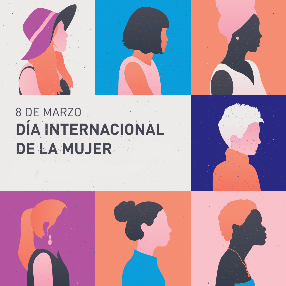 8 DE MARZO
DÍA INTERNACIONAL
DE LA MUJER